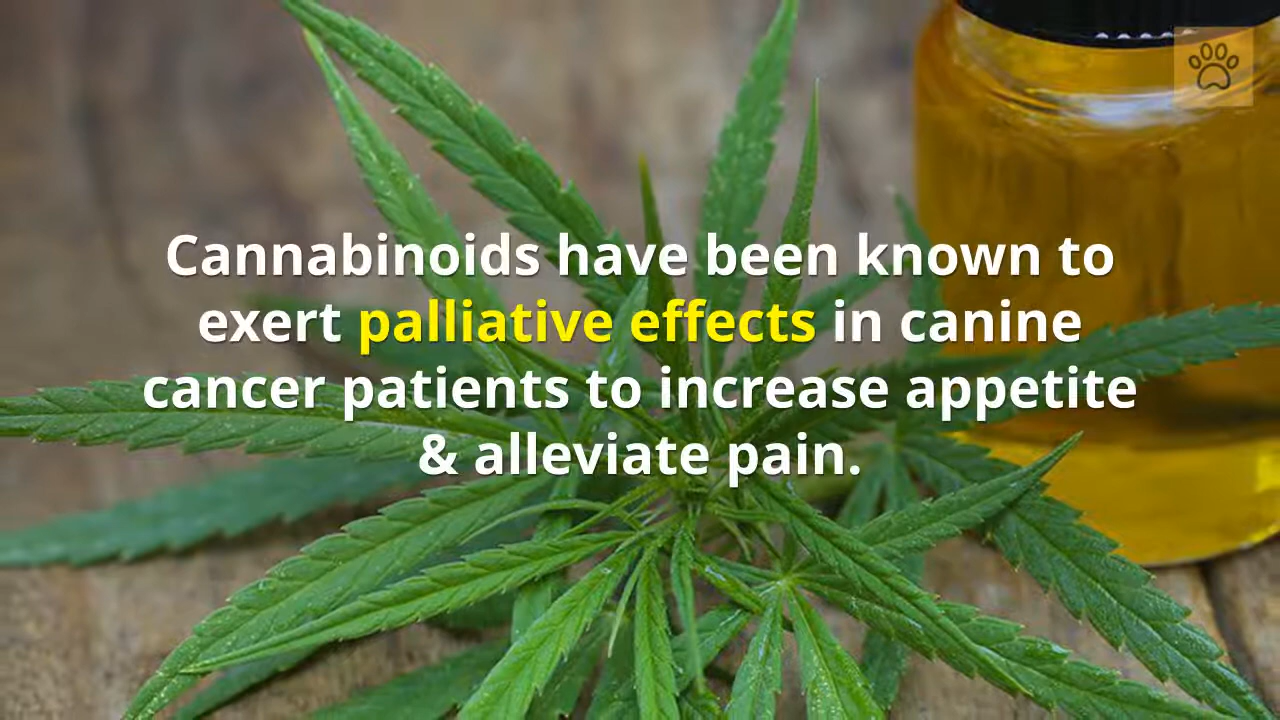 Cannabinoids have been known to
exert palliative effects in canine
cancer patients to increase appetite
& alleviate pain.